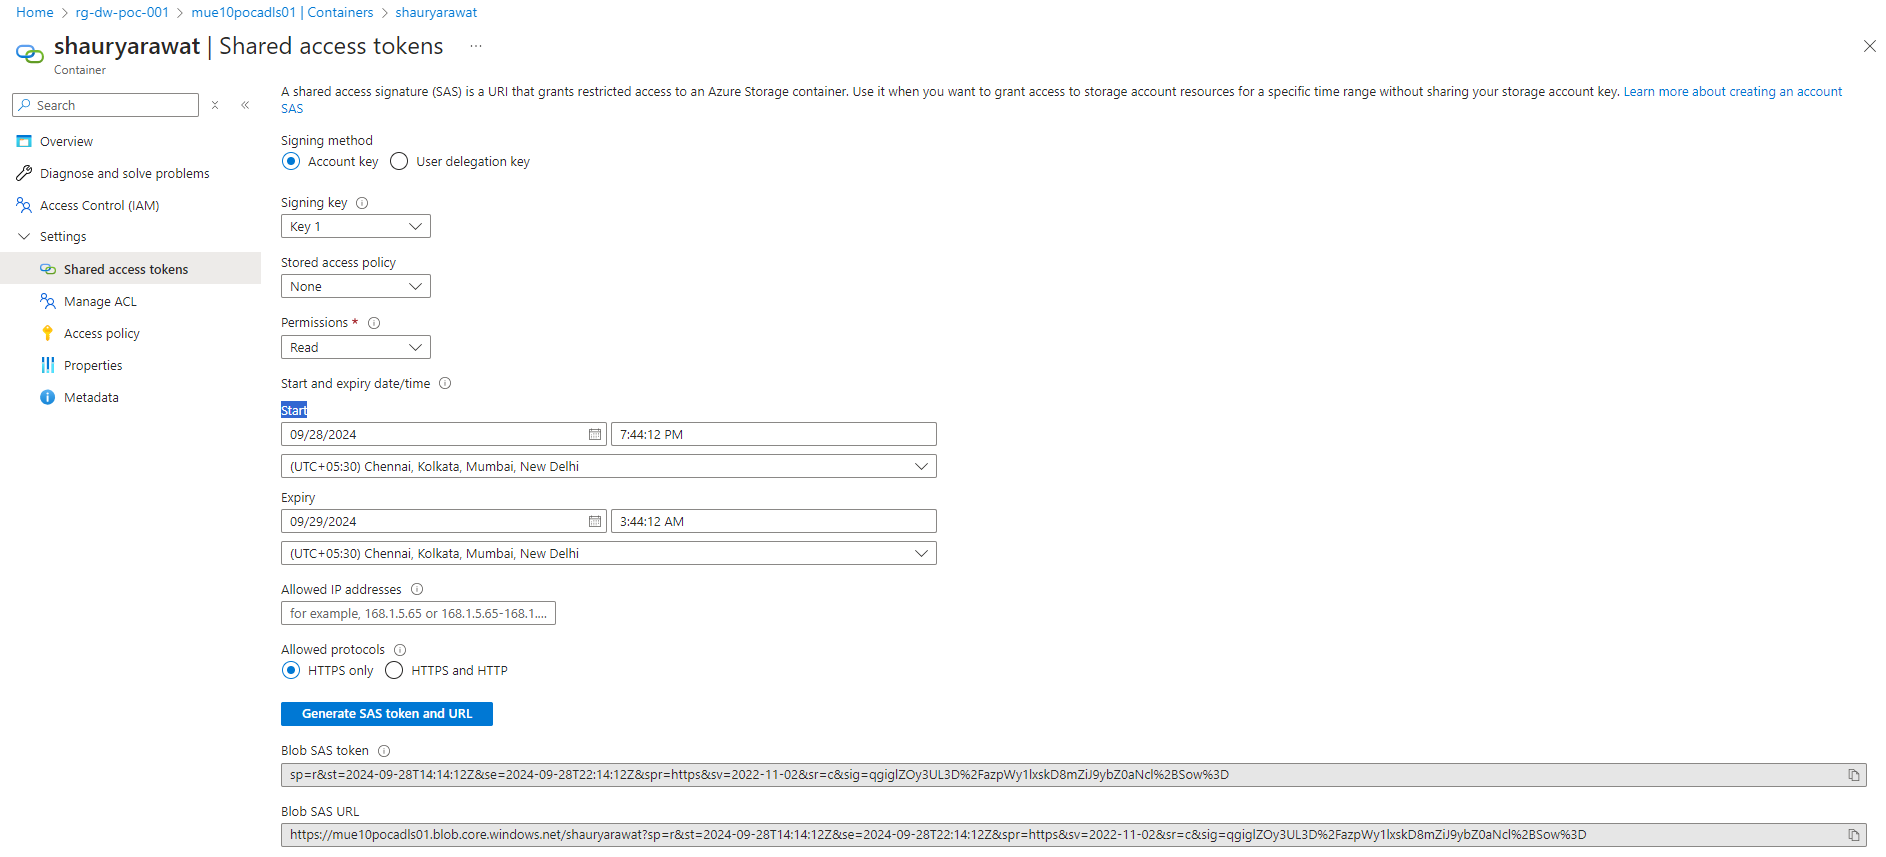 Home > rg-dw-poc-001 > mue10pocadls01 | Containers > shauryarawat
shauryarawat | Shared access tokens ...
Container
Search
Overview
Diagnose and solve problems
Access Control (IAM)
Settings
Shared access tokens
Manage ACL
Access policy
Properties
Metadata
A shared access signature (SAS) is a URI that grants restricted access to an Azure Storage container. Use it when you want to grant access to storage account resources for a specific time range without sharing your storage account key. Learn more about creating an account
SAS
Signing method
Account key User delegation key
Signing key
Key 1
Stored access policy
None
Permissions *
Read
Start and expiry date/time
Start
09/28/2024 7:44:12 PM
(UTC+05:30) Chennai, Kolkata, Mumbai, New Delhi
Expiry
09/29/2024 3:44:12 AM
(UTC+05:30) Chennai, Kolkata, Mumbai, New Delhi
Allowed IP addresses
for example, 168.1.5.65 or 168.1.5.65-168.1....
Allowed protocols
HTTPS only HTTPS and HTTP
Generate SAS token and URL
Blob SAS token
sp=r&st=2024-09-28T14:14:12Z&se=2024-09-28T22:14:12Z&spr=https&sv=2022-11-02&sr=c&sig=qgiglZOy3UL3D%2FazpWy1lxskD8mZiJ9ybZ0aNcl%2BSow%3D
Blob SAS URL
https://mue10pocadls01.blob.core.windows.net/shauryarawat?sp=r&st=2024-09-28T14:14:12Z&se=2024-09-28T22:14:12Z&spr=https&sv=2022-11-02&sr=c&sig=qgiglZOy3UL3D%2FazpWy1lxskD8mZiJ9ybZ0aNcl%2BSow%3D